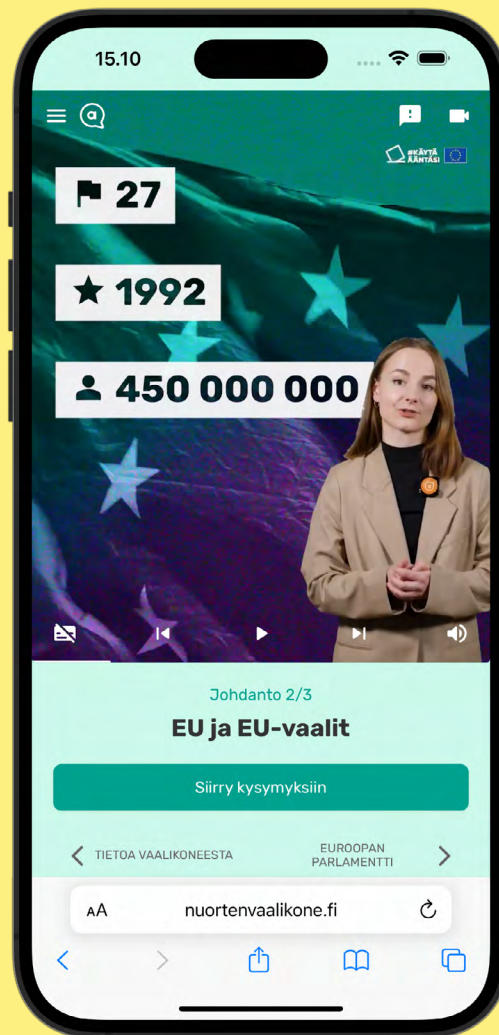 15.10
#KÄYTÄ
ÄÄNTÄSI
27
1992
450 000 000
Johdanto 2/3
EU ja EU-vaalit
Siirry kysymyksiin
TIETOA VAALIKONEESTA
EUROOPAN
PARLAMENTTI
AA
nuortenvaalikone.fi